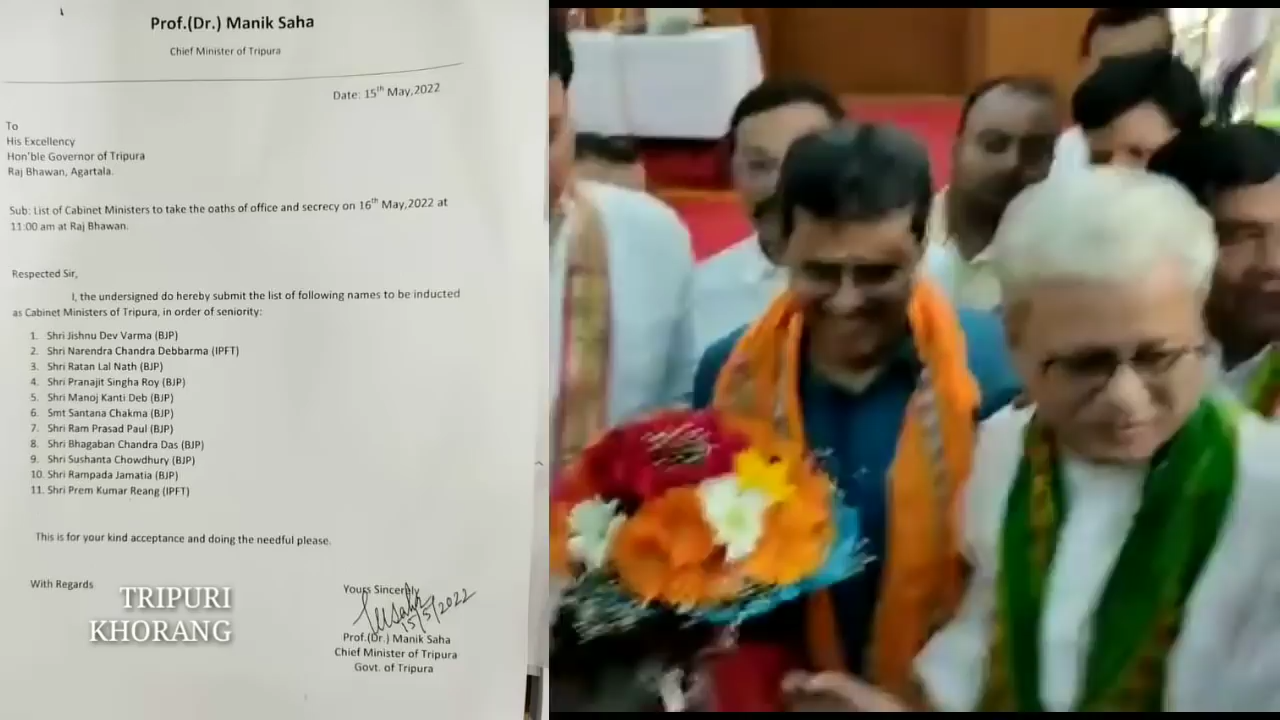 Prof.(Dr.) Manik Saha
Chief Minister of Tripura
Date: 15th May,2022
To
His Excellency
Hon'ble Governor of Tripura
Raj Bhawan, Agartala.
Sub: List of Cabinet Ministers to take the oaths of office and secrecy on 16th May,2022 at
11:00 am at Raj Bhawan.
Respected Sir,
I, the undersigned do hereby submit the list of following names to be inducted
as Cabinet Ministers of Tripura, in order of seniority:
1. Shri Jishnu Dev Varma (BJP)
2. Shri Narendra Chandra Debbarma (IPFT)
3. Shri Ratan Lal Nath (BJP)
4. Shri Pranajit Singha Roy (BJP)
5. Shri Manoj Kanti Deb (BJP)
6. Smt Santana Chakma (BJP)
7. Shri Ram Prasad Paul (BJP)
8. Shri Bhagaban Chandra Das (BJP)
9. Shri Sushanta Chowdhury (BJP)
10. Shri Rampada Jamatia (BJP)
11. Shri Prem Kumar Reang (IPFT)
This is for your kind acceptance and doing the needful please.
With Regards
TRIPURI
KHORANG
Yours Sincerely
15/5/2022
Prof.(Dr.) Manik Saha
Chief Minister of Tripura
Govt. of Tripura